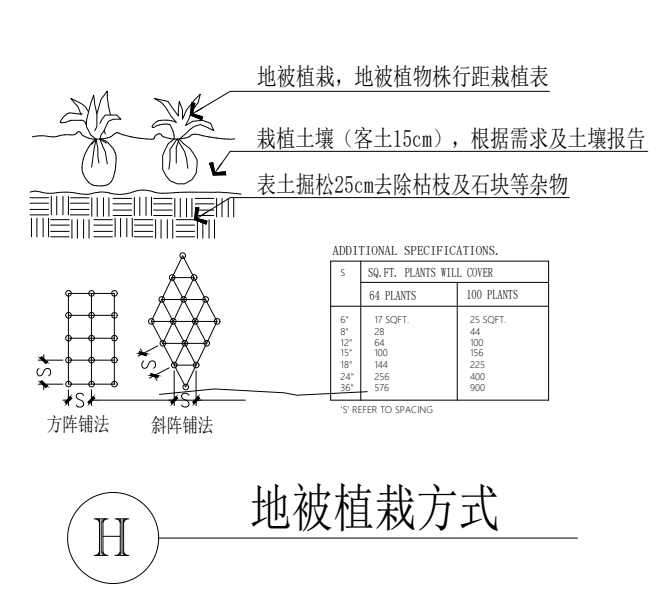 地被植栽，地被植物株行距栽植表
栽植土壤（客土15cm），根据需求及土壤报告
表土掘松25cm去除枯枝及石块等杂物
ADDITIONAL SPECIFICATIONS.
S SQ.FT. PLANTS WILL COVER
64 PLANTS 100 PLANTS
6" 17 SQFT. 25 SQFT.
8" 28 44
12" 64 100
15" 100 156
18" 144 225
24" 256 400
36" 576 900
'S' REFER TO SPACING
S
S
S
S
方阵铺法
斜阵铺法
H
地被植栽方式